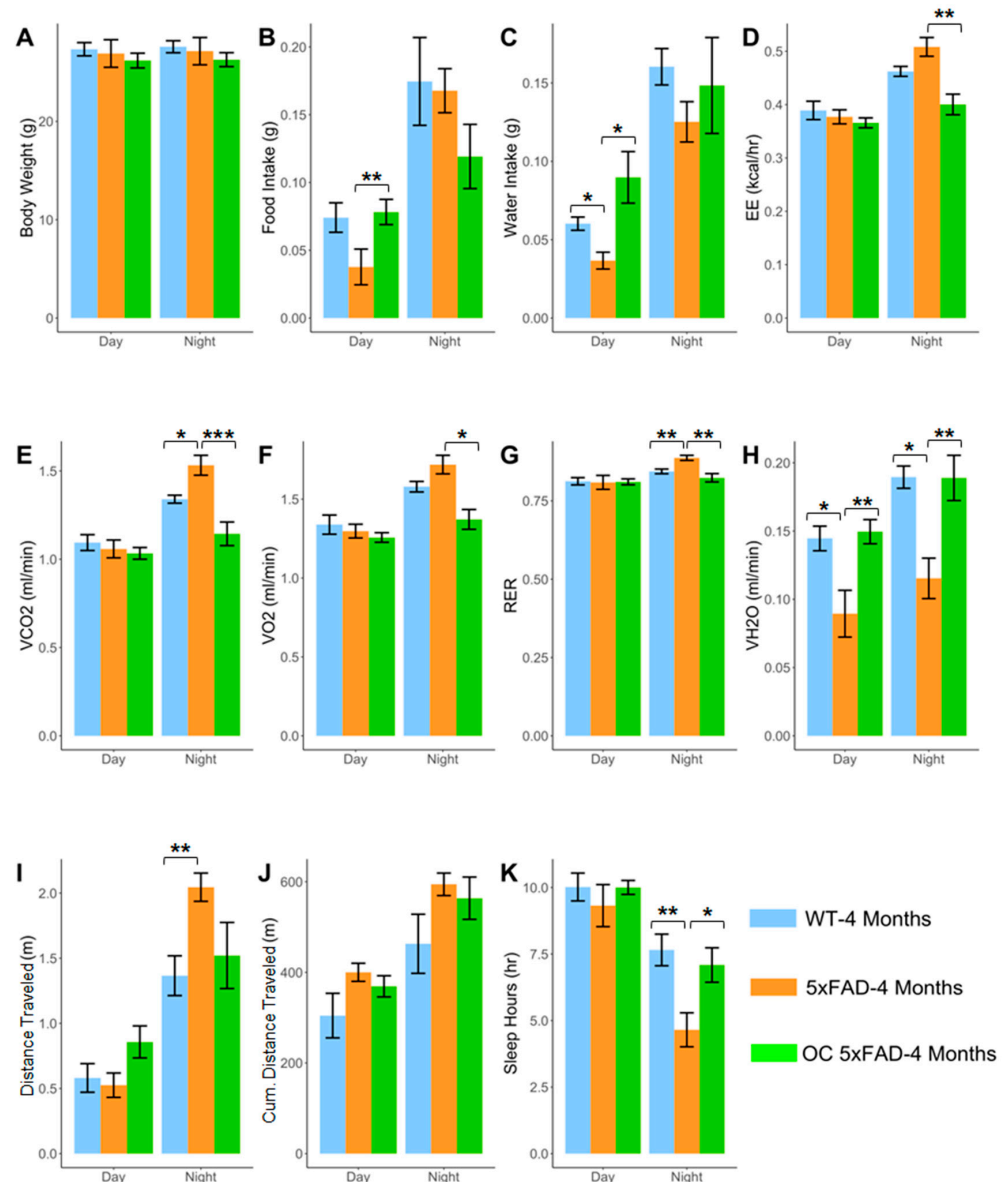 A
Body Weight (g)
20
10
0
Day
Night
B
Food Intake (g)
0.20
0.15
0.10
0.05
0.00
**
Day
Night
C
Water Intake (g)
0.15
0.10
0.05
0.00
*
*
Day
Night
D
EE (kcal/hr)
0.5
0.4
0.3
0.2
0.1
0.0
**
Day
Night
E
VCO2 (ml/min)
1.5
1.0
0.5
0.0
*
***
Day
Night
F
VO2 (ml/min)
1.5
1.0
1.5
0.0
*
Day
Night
G
RER
0.75
0.50
0.25
0.00
**
**
Day
Night
H
VH2O (ml/min)
0.20
0.15
0.10
0.05
0.00
*
**
*
**
Day
Night
I
Distance Traveled (m)
2.0
1.5
1.0
0.5
0.0
**
Day
Night
J
Cum. Distance Traveled (m)
600
400
200
0
Day
Night
K
Sleep Hours (hr)
10.0
7.5
5.0
2.5
0.0
**
*
Day
Night
WT-4 Months
5xFAD-4 Months
OC 5xFAD-4 Months